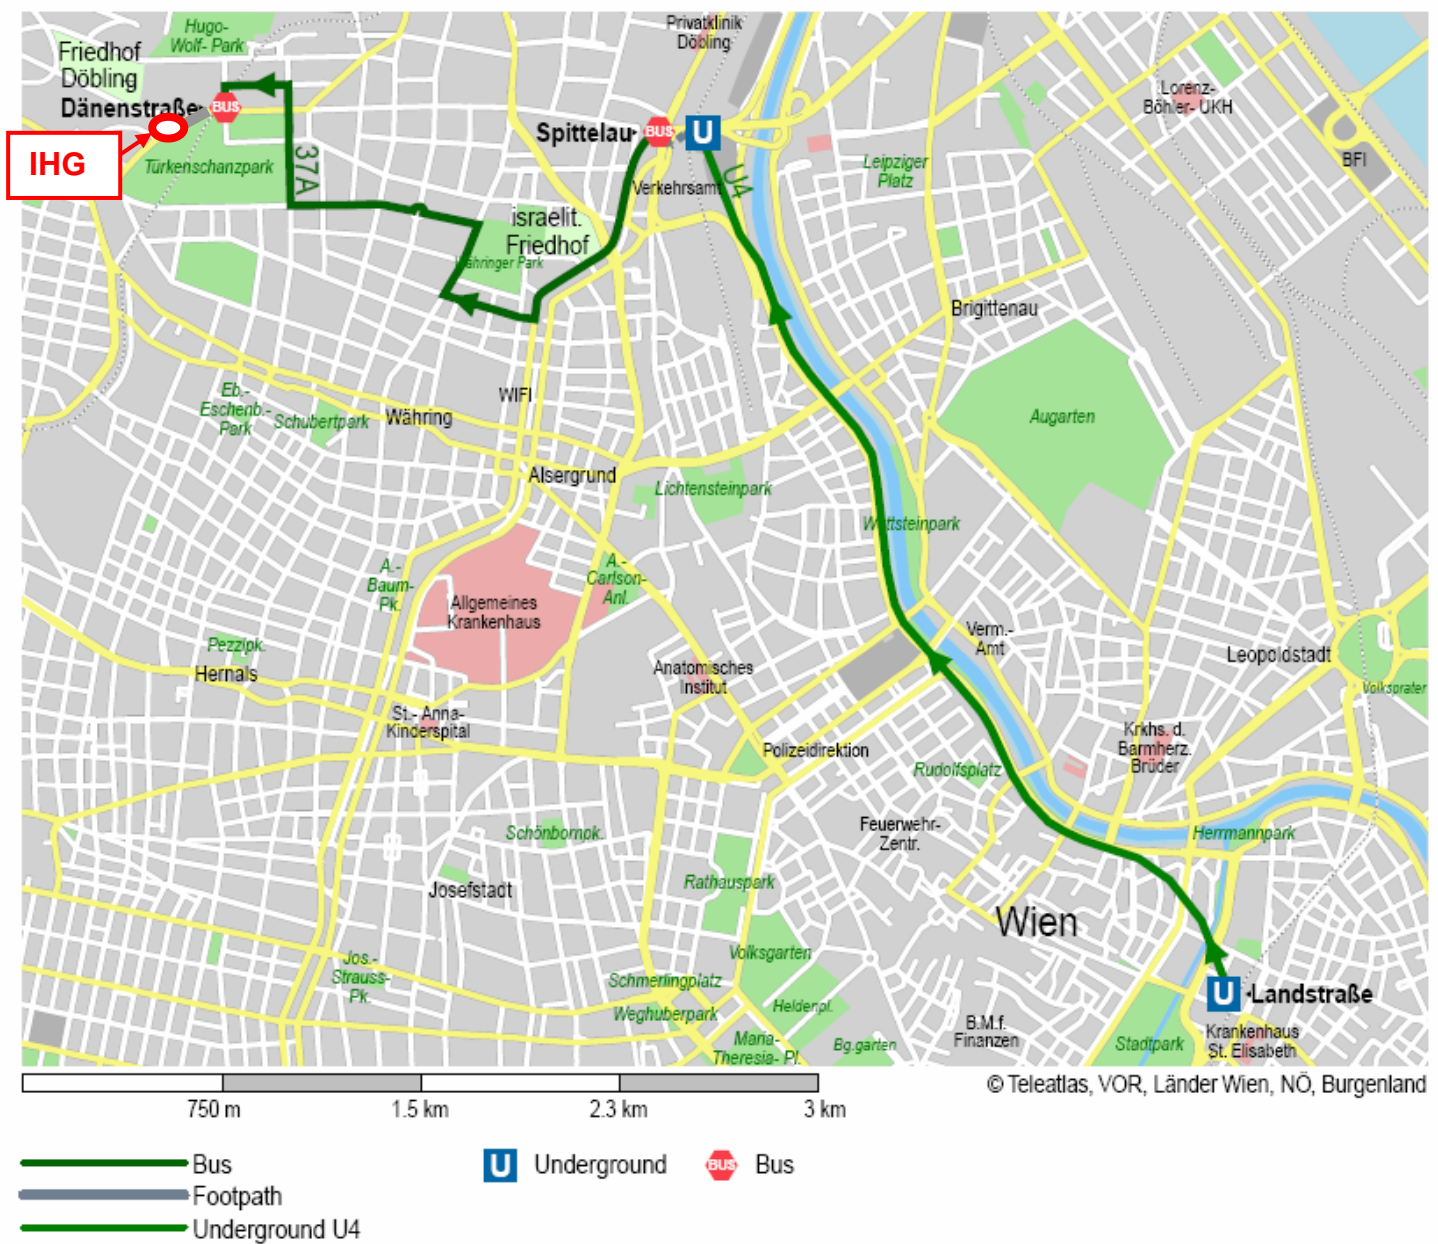 Hugo-
Wolf- Park
Privatklinik
Döbling
Friedhof
Döbling
Dänenstraße
BUS
IHG
Türkenschanzpark
37A
Spittelau
BUS
U
U4
Verkehrsamt
israelit.
Friedhof
Währinger Park
Lorenz-
Böhler- UKH
BFI
Leipziger
Platz
Brigittenau
Augarten
Eb.-
Eschenb.-
Park
Schubertpark
Währing
WIFI
Alsergrund
Lichtensteinpark
Wettsteinpark
A.-
Baum-
Pk.
A.-
Carlson-
Anl.
Allgemeines
Krankenhaus
Pezzipk.
Hernals
St.- Anna-
Kinderspital
Anatomisches
Institut
Verm.-
Amt
Leopoldstadt
Volksprater
Polizeidirektion
Rudolfsplatz
Krkhs. d.
Barmherz.
Brüder
Feuerwehr-
Zentr.
Herrmannpark
Schönbornpk.
Josefstadt
Rathauspark
Wien
Volksgarten
Jos.-
Strauss-
Pk.
Schmerlingplatz
Weghuberpark
Heldenpl.
Maria-
Theresia- Pl.
Bg.garten
B.M.f.
Finanzen
Stadtpark
U
Landstraße
Krankenhaus
St. Elisabeth
© Teleatlas, VOR, Länder Wien, NÖ, Burgenland
750 m 1.5 km 2.3 km 3 km
Bus
Footpath
Underground U4
U Underground
BUS Bus